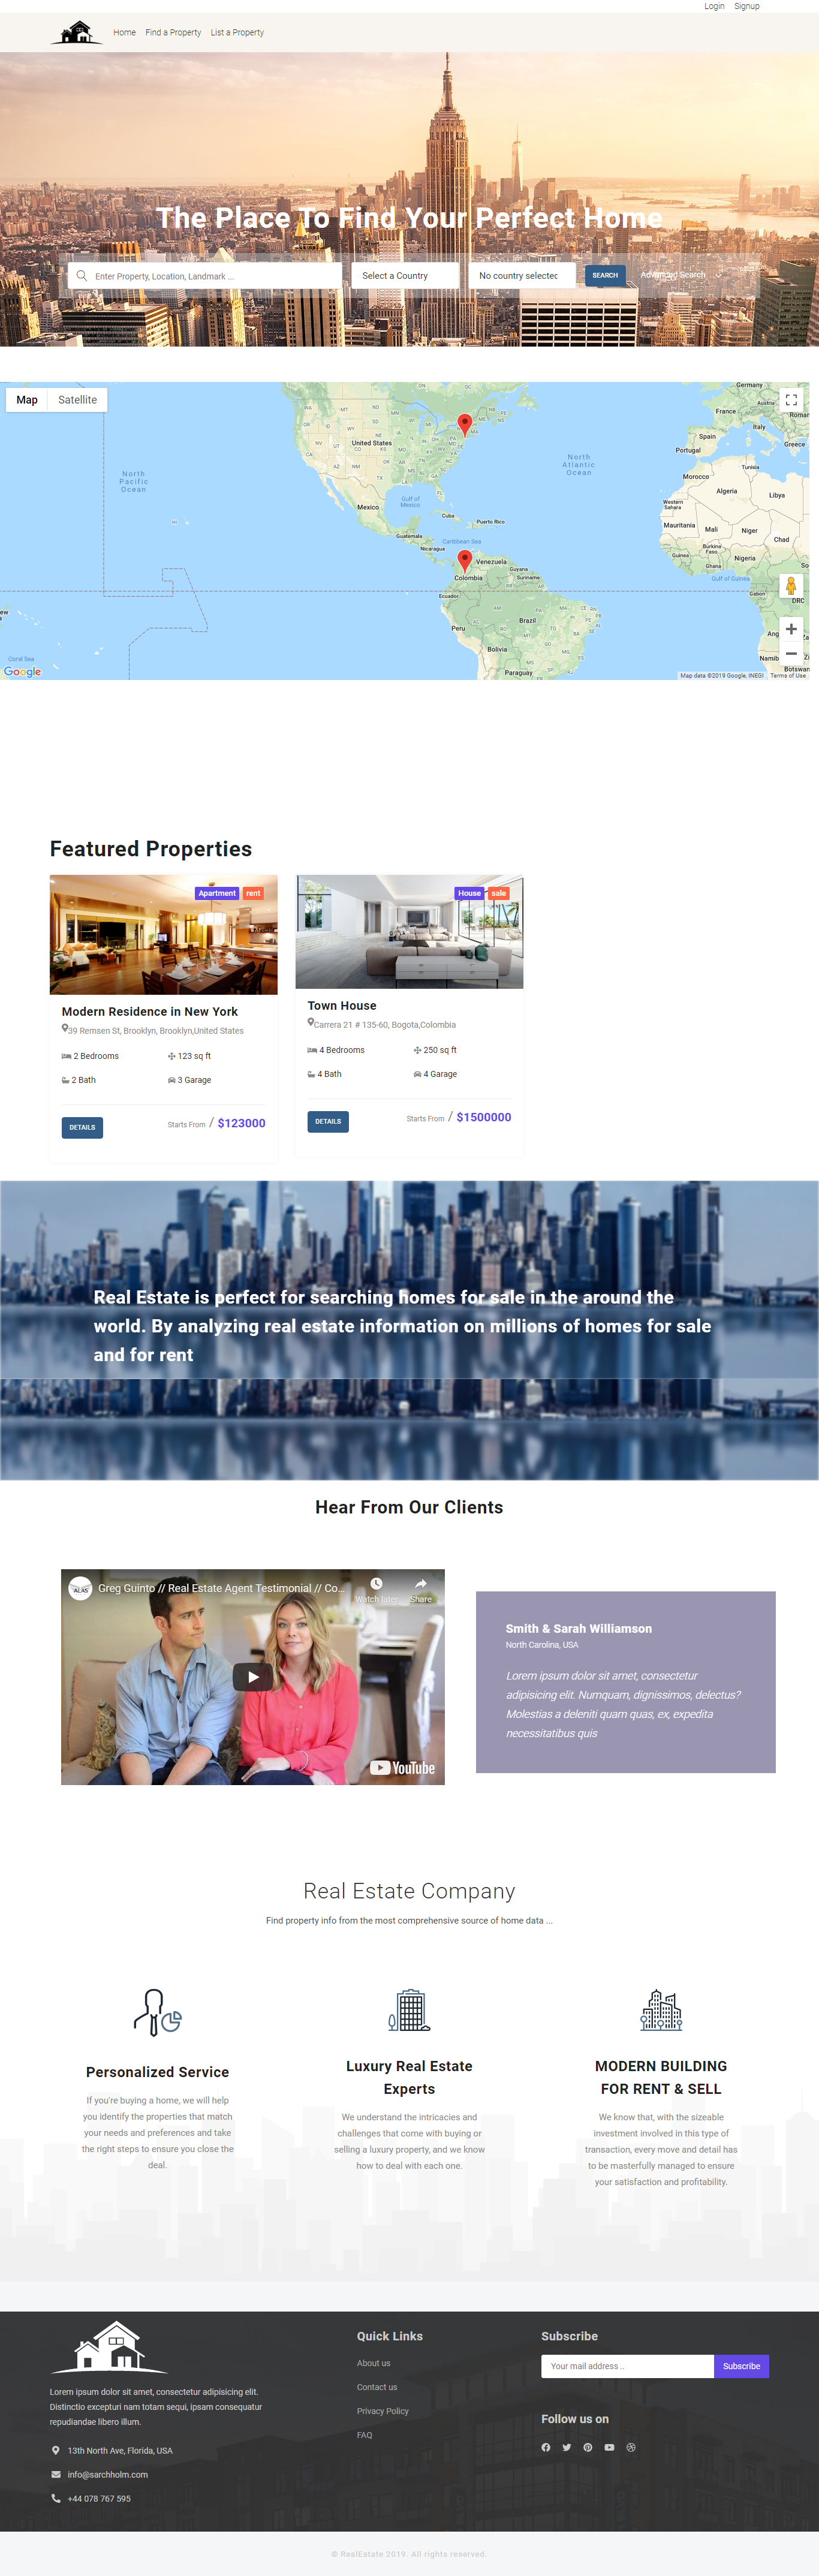 Login Signup
Home Find a Property List a Property
The Place To Find Your Perfect Home
Enter Property, Location, Landmark ... Select a Country No country selected SEARCH Advanced Search
Map Satellite
United States
Mexico
Gulf of Mexico
Cuba
Puerto Rico
Guatemala
Caribbean Sea
Nicaragua
Venezuela
Guyana
Colombia
Suriname
Ecuador
Peru
Brazil
Bolivia
Paraguay
North Pacific Ocean
North Atlantic Ocean
Germany
Austria
France
Roman
Italy
Spain
Greece
Portugal
Tunisia
Morocco
Algeria
Libya
Western Sahara
Mauritania
Mali
Niger
Chad
Burkina Faso
Guinea
Nigeria
Ghana
Gulf of Guinea
Gabon
DRC
Ang
Namib
Botswan
Coral Sea
Google
Map data ©2019 Google, INEGI Terms of Use
Featured Properties
Apartment rent
Modern Residence in New York
39 Remsen St, Brooklyn, Brooklyn,United States
2 Bedrooms 123 sq ft
2 Bath 3 Garage
DETAILS Starts From / $123000
House sale
Town House
Carrera 21 # 135-60, Bogota,Colombia
4 Bedrooms 250 sq ft
4 Bath 4 Garage
DETAILS Starts From / $1500000
Real Estate is perfect for searching homes for sale in the around the
world. By analyzing real estate information on millions of homes for sale
and for rent
Hear From Our Clients
ALAS Greg Guinto // Real Estate Agent Testimonial // Co... Watch later Share
YouTube
Smith & Sarah Williamson
North Carolina, USA
Lorem ipsum dolor sit amet, consectetur
adipisicing elit. Numquam, dignissimos, delectus?
Molestias a deleniti quam quas, ex, expedita
necessitatibus quis
Real Estate Company
Find property info from the most comprehensive source of home data ...
Personalized Service
If you're buying a home, we will help
you identify the properties that match
your needs and preferences and take
the right steps to ensure you close the
deal.
Luxury Real Estate
Experts
We understand the intricacies and
challenges that come with buying or
selling a luxury property, and we know
how to deal with each one.
MODERN BUILDING
FOR RENT & SELL
We know that, with the sizeable
investment involved in this type of
transaction, every move and detail has
to be masterfully managed to ensure
your satisfaction and profitability.
Lorem ipsum dolor sit amet, consectetur adipisicing elit.
Distinctio excepturi nam totam sequi, ipsam consequatur
repudiandae libero illum.
13th North Ave, Florida, USA
info@sarchholm.com
+44 078 767 595
Quick Links
About us
Contact us
Privacy Policy
FAQ
Subscribe
Your mail address .. Subscribe
Follow us on
© RealEstate 2019. All rights reserved.